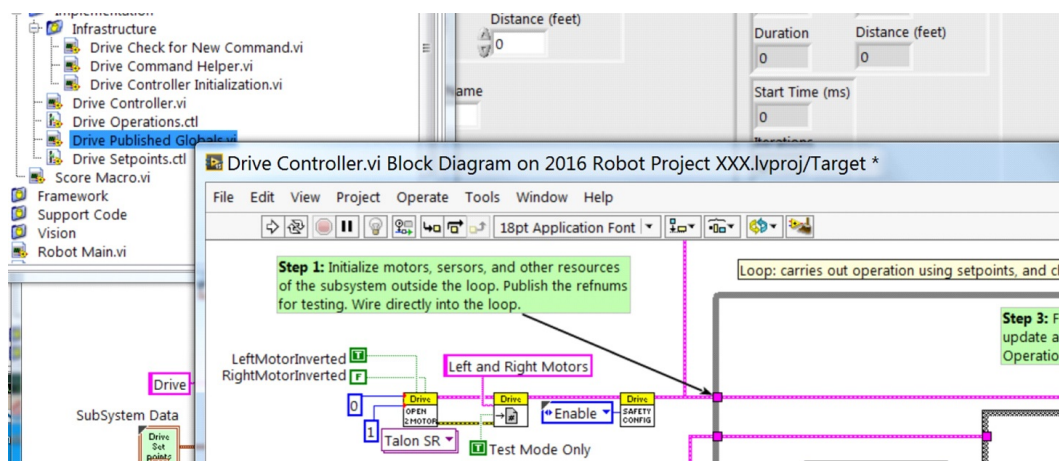 Infrastructure
Drive Check for New Command.vi
Drive Command Helper.vi
Drive Controller Initialization.vi
Drive Controller.vi
Drive Operations.ctl
Drive Published Globals.vi
Drive Setpoints.ctl
Score Macro.vi
Framework
Support Code
Vision
Robot Main.vi
Distance (feet)
0
ame
Duration
Distance (feet)
0
0
Start Time (ms)
0
Drive Controller.vi Block Diagram on 2016 Robot Project XXX.lvproj/Target *
File Edit View Project Operate Tools Window Help
18pt Application Font
Step 1: Initialize motors, sersors, and other resources
of the subsystem outside the loop. Publish the refnums
for testing. Wire directly into the loop.
Loop: carries out operation using setpoints, and c
Step 3: F
update a
Operatio
LeftMotorInverted T
RightMotorInverted F
Left and Right Motors
0
1
Drive
OPEN
2MOTOR
Talon SR
Drive
Enable
Drive
SAFETY
CONFIG
T Test Mode Only
Drive
SubSystem Data
Drive
Set
points